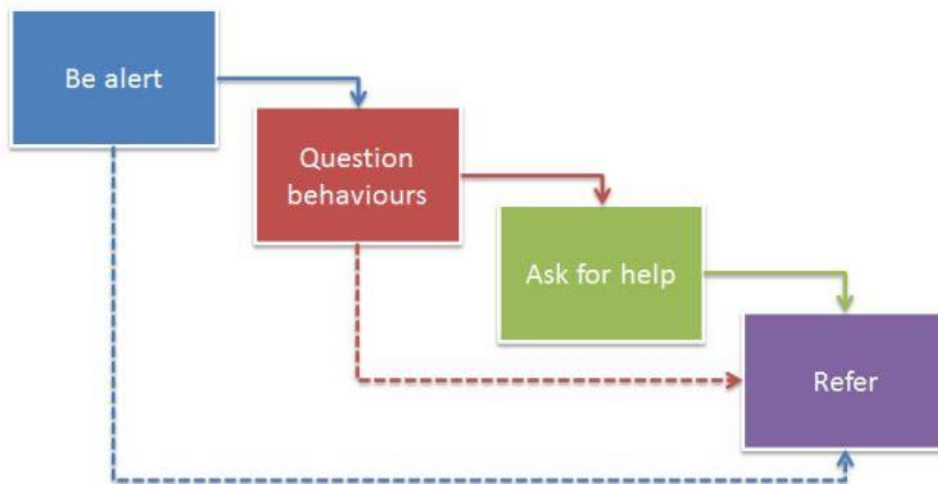 Be alert
Question
behaviours
Ask for help
Refer